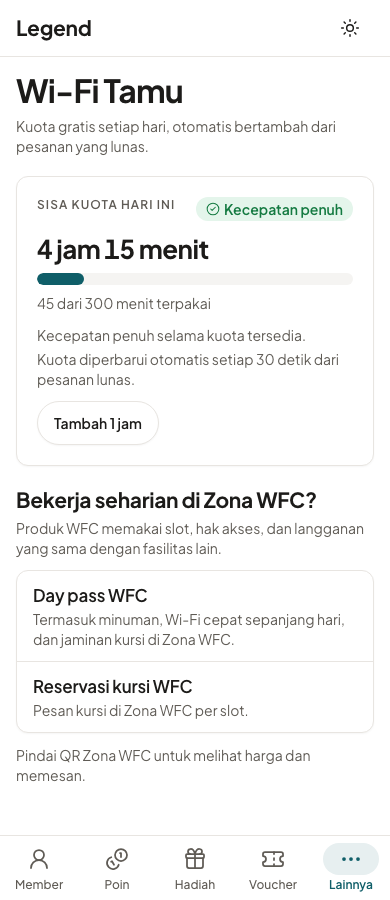 Legend
Wi-Fi Tamu
Kuota gratis setiap hari, otomatis bertambah dari
pesanan yang lunas.
SISA KUOTA HARI INI
Kecepatan penuh
4 jam 15 menit
45 dari 300 menit terpakai
Kecepatan penuh selama kuota tersedia.
Kuota diperbarui otomatis setiap 30 detik dari
pesanan lunas.
Tambah 1 jam
Bekerja seharian di Zona WFC?
Produk WFC memakai slot, hak akses, dan langganan
yang sama dengan fasilitas lain.
Day pass WFC
Termasuk minuman, Wi-Fi cepat sepanjang hari,
dan jaminan kursi di Zona WFC.
Reservasi kursi WFC
Pesan kursi di Zona WFC per slot.
Pindai QR Zona WFC untuk melihat harga dan
memesan.
Member
Poin
Hadiah
Voucher
Lainnya